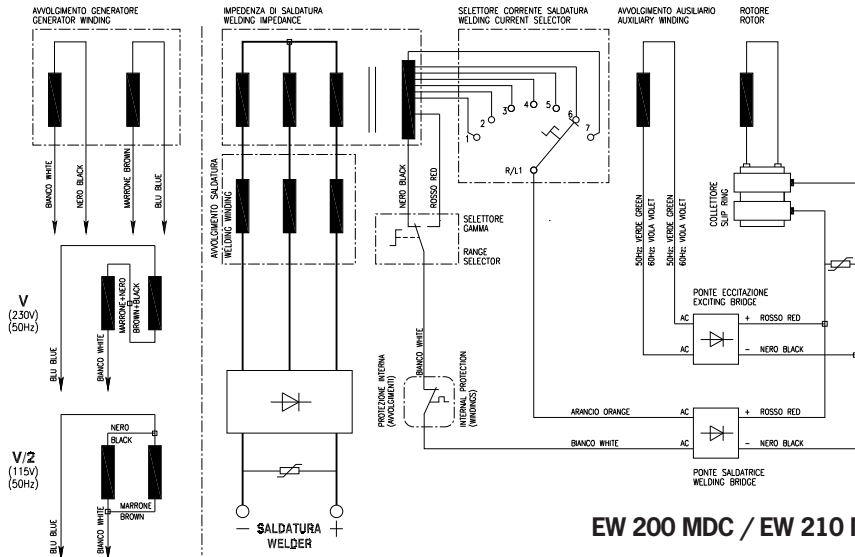 AVVOLGIMENTO GENERATORE
GENERATOR WINDING
BIANCO WHITE
NERO BLACK
MARRONE BROWN
BLU BLUE
V
(230V)
(50Hz)
MARRONE+NERO
BROWN+BLACK
BLU BLUE
BIANCO WHITE
V/2
(115V)
(50Hz)
NERO
BLACK
MARRONE
BROWN
BLU BLUE
BIANCO WHITE
IMPEDENZA DI SALDATURA
WELDING IMPEDANCE
AVVOLGIMENTO SALDATURA
WELDING WINDING
− SALDATURA +
WELDER
SELETTORE CORRENTE SALDATURA
WELDING CURRENT SELECTOR
1
2
3
4
5
6
7
R/L1
NERO BLACK
ROSSO RED
SELETTORE
GAMMA
RANGE
SELECTOR
BIANCO WHITE
PROTEZIONE INTERNA
(AVVOLGIMENTI)
INTERNAL PROTECTION
(WINDINGS)
ARANCIO ORANGE
BIANCO WHITE
AVVOLGIMENTO AUSILIARIO
AUXILIARY WINDING
50Hz: VERDE GREEN
60Hz: VIOLA VIOLET
50Hz: VERDE GREEN
60Hz: VIOLA VIOLET
ROTORE
ROTOR
COLLETTORE
SLIP RING
PONTE ECCITAZIONE
EXCITING BRIDGE
AC + ROSSO RED
AC − NERO BLACK
AC + ROSSO RED
AC − NERO BLACK
PONTE SALDATRICE
WELDING BRIDGE
EW 200 MDC / EW 210